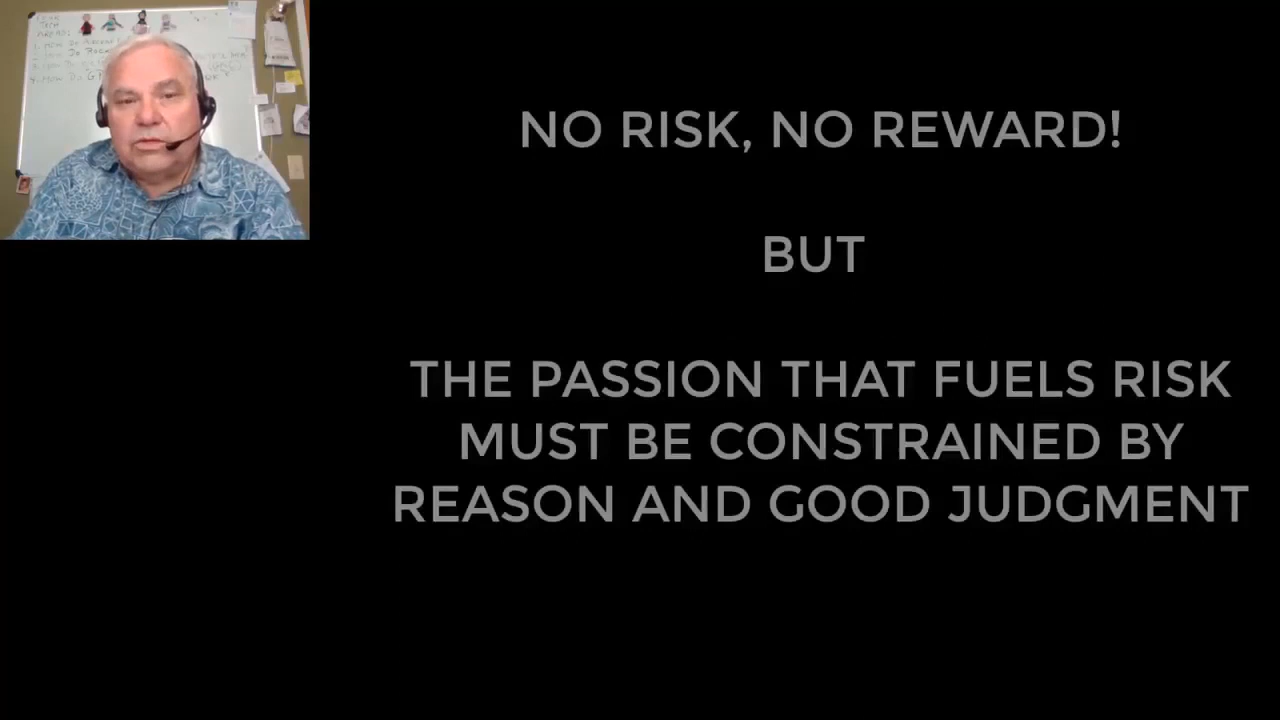 NO RISK, NO REWARD!
BUT
THE PASSION THAT FUELS RISK
MUST BE CONSTRAINED BY
REASON AND GOOD JUDGMENT